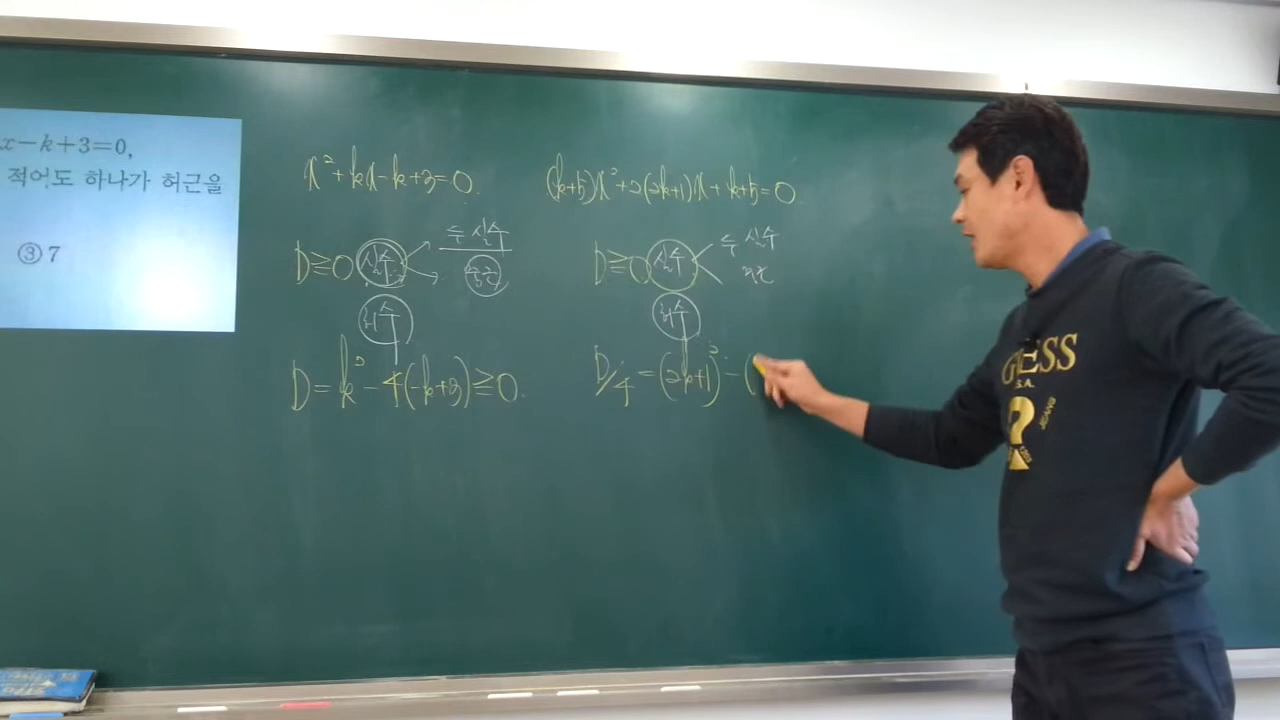 x-k+3=0,
적어도 하나가 허근을
③ 7
x²+kx-k+3=0.
(k+5)x²+2(2k+1)x+k+5=0
D≧0 실수 두 실수
중근
허수
D=k²-4(-k+3)≧0.
D≧0 실수 두 실수
중근
허수
D/4=(2k+1)²-(
GUESS
U.S.A.
?
JEANS